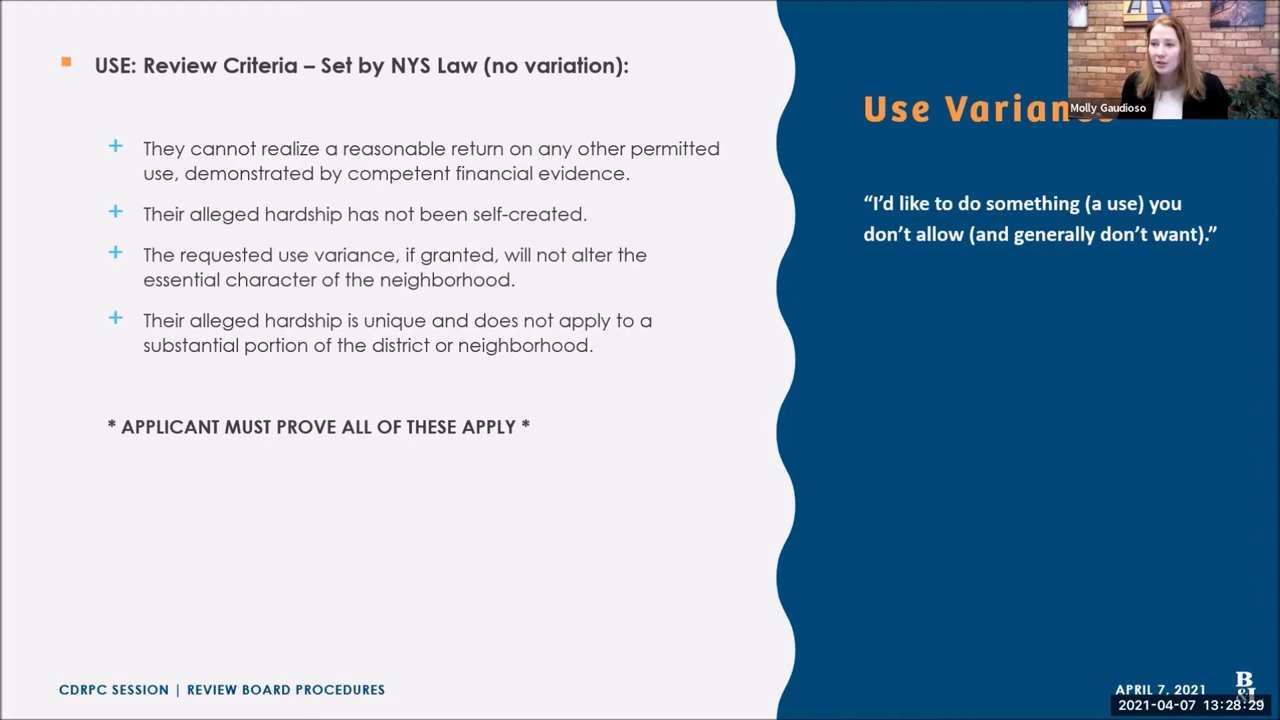 USE: Review Criteria – Set by NYS Law (no variation):
They cannot realize a reasonable return on any other permitted
use, demonstrated by competent financial evidence.
Their alleged hardship has not been self-created.
The requested use variance, if granted, will not alter the
essential character of the neighborhood.
Their alleged hardship is unique and does not apply to a
substantial portion of the district or neighborhood.
* APPLICANT MUST PROVE ALL OF THESE APPLY *
Use Variance
“I’d like to do something (a use) you
don’t allow (and generally don’t want).”
Molly Gaudioso
CDRPC SESSION | REVIEW BOARD PROCEDURES
APRIL 7, 2021
B&L
2021-04-07 13:28:29